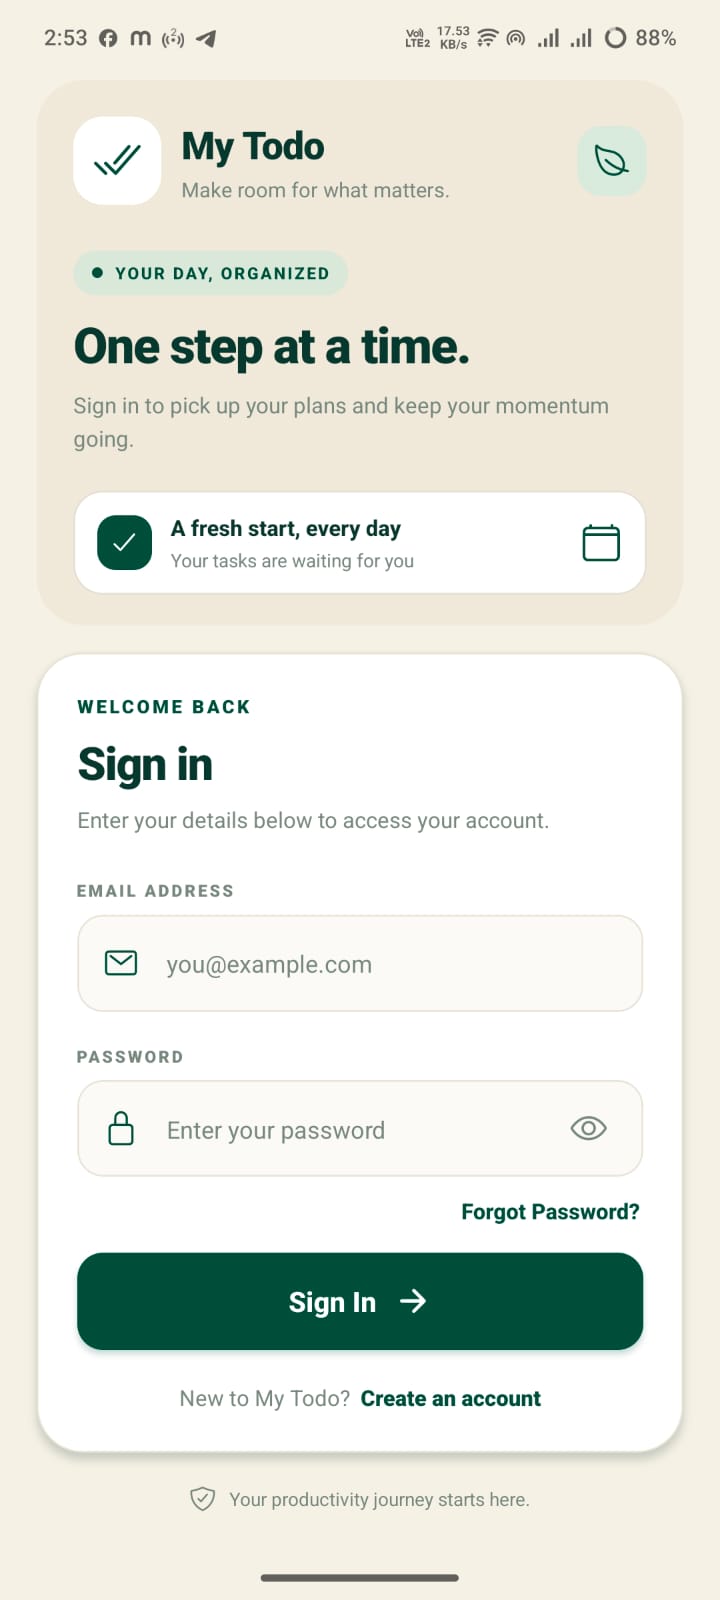 2:53
VoI) LTE2 17.53 KB/s 88%
My Todo
Make room for what matters.
YOUR DAY, ORGANIZED
One step at a time.
Sign in to pick up your plans and keep your momentum
going.
A fresh start, every day
Your tasks are waiting for you
WELCOME BACK
Sign in
Enter your details below to access your account.
EMAIL ADDRESS
you@example.com
PASSWORD
Enter your password
Forgot Password?
Sign In
New to My Todo? Create an account
Your productivity journey starts here.